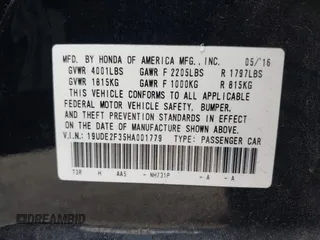 MFD. BY HONDA OF AMERICA MFG., INC. 05/16
GVWR 4001LBS GAWR F 2205LBS R 1797LBS
GVWR 1815KG GAWR F 1000KG R 815KG
THIS VEHICLE CONFORMS TO ALL APPLICABLE
FEDERAL MOTOR VEHICLE SAFETY, BUMPER,
AND THEFT PREVENTION STANDARDS IN EFFECT
ON THE DATE OF MANUFACTURE SHOWN ABOVE.
V.I.N.: 19UDE2F35HA001779 TYPE: PASSENGER CAR
T3R H AA5 - NH731P - A - A
DREAMBID